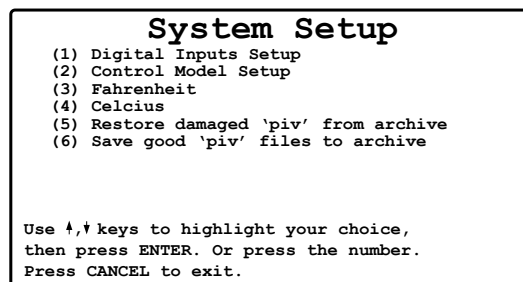 System Setup
(1) Digital Inputs Setup
(2) Control Model Setup
(3) Fahrenheit
(4) Celcius
(5) Restore damaged ‘piv’ from archive
(6) Save good ‘piv’ files to archive
Use ↑,↓ keys to highlight your choice,
then press ENTER. Or press the number.
Press CANCEL to exit.